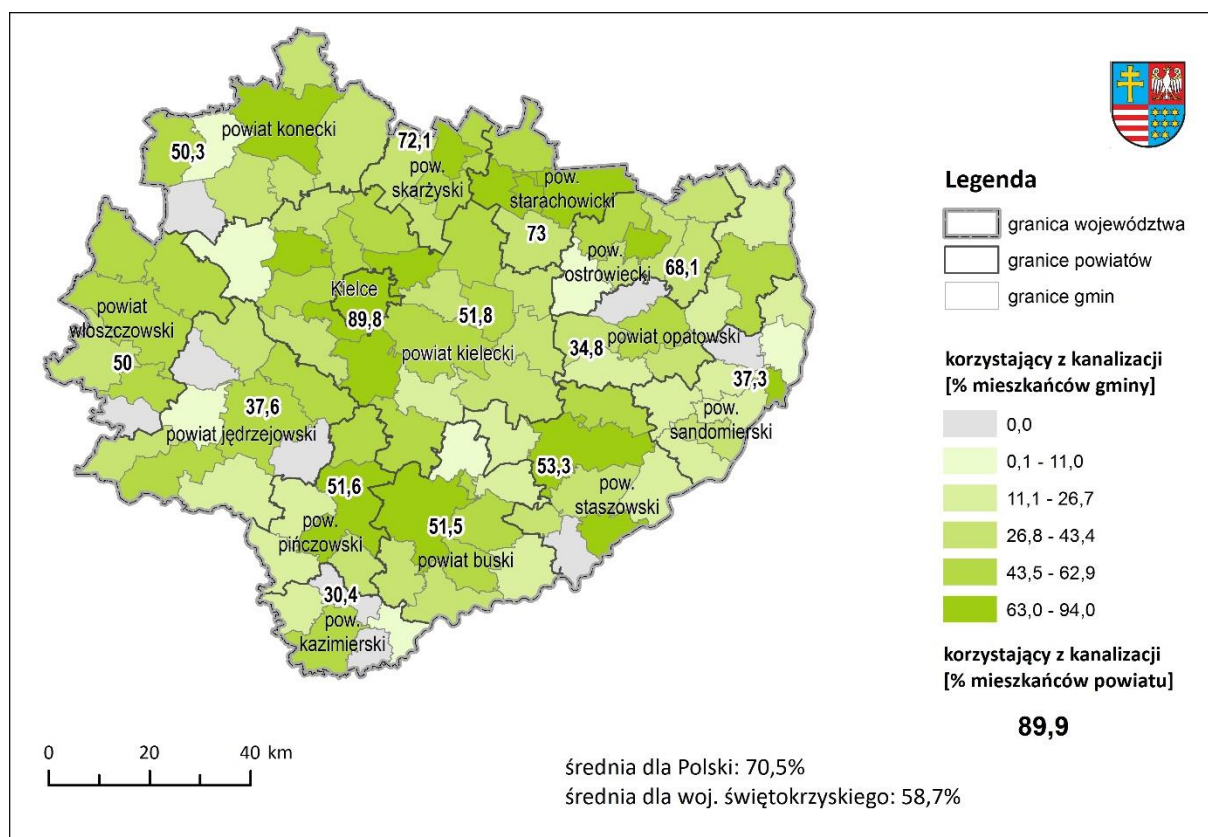 powiat konecki
50,3
72,1
pow.
skarżyski
pow.
starachowicki
73
pow.
ostrowiecki
68,1
Kielce
89,8
51,8
powiat
włoszczowski
50
powiat kielecki
34,8
powiat opatowski
37,3
37,6
powiat jędrzejowski
pow.
sandomierski
51,6
53,3
pow.
staszowski
pow.
pińczowski
51,5
powiat buski
30,4
pow.
kazimierski
Legenda
granica województwa
granice powiatów
granice gmin
korzystający z kanalizacji
[% mieszkańców gminy]
0,0
0,1 - 11,0
11,1 - 26,7
26,8 - 43,4
43,5 - 62,9
63,0 - 94,0
korzystający z kanalizacji
[% mieszkańców powiatu]
89,9
0 20 40 km
średnia dla Polski: 70,5%
średnia dla woj. świętokrzyskiego: 58,7%